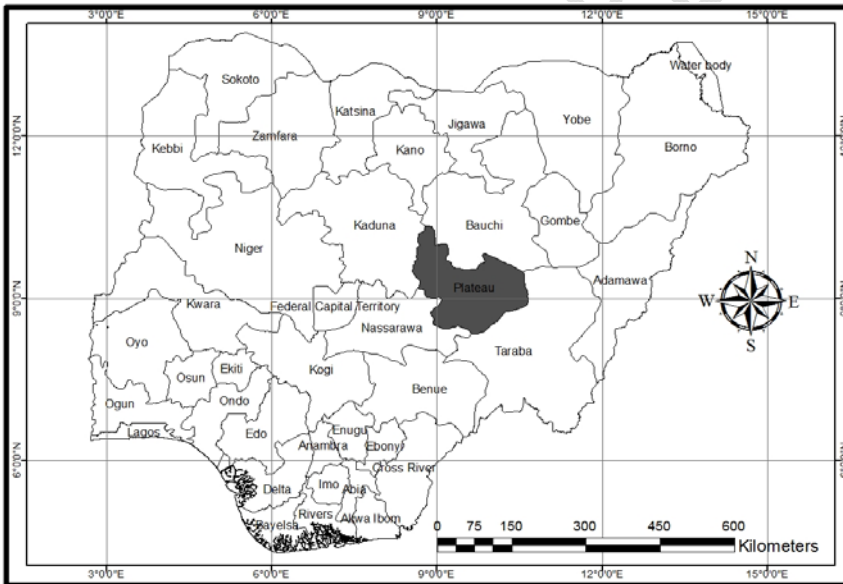 3°0'0"E 6°0'0"E 9°0'0"E 12°0'0"E 15°0'0"E
Water body
Sokoto
Katsina
Jigawa
Yobe
Zamfara
12°0'0"N
Kebbi
Kano
Borno
Kaduna
Bauchi
Gombe
Niger
N
Adamawa
Plateau
W E
9°0'0"N
Kwara
Federal Capital Territory
Nassarawa
S
Oyo
Taraba
Osun
Ekiti
Kogi
Benue
Ogun
Ondo
Lagos
Edo
Enugu
Anambra
Ebony
Cross River
6°0'0"N
Delta
Imo
Abia
Rivers
Bayelsa
Akwa Ibom
0 75 150 300 450 600
Kilometers
3°0'0"E 6°0'0"E 9°0'0"E 12°0'0"E 15°0'0"E